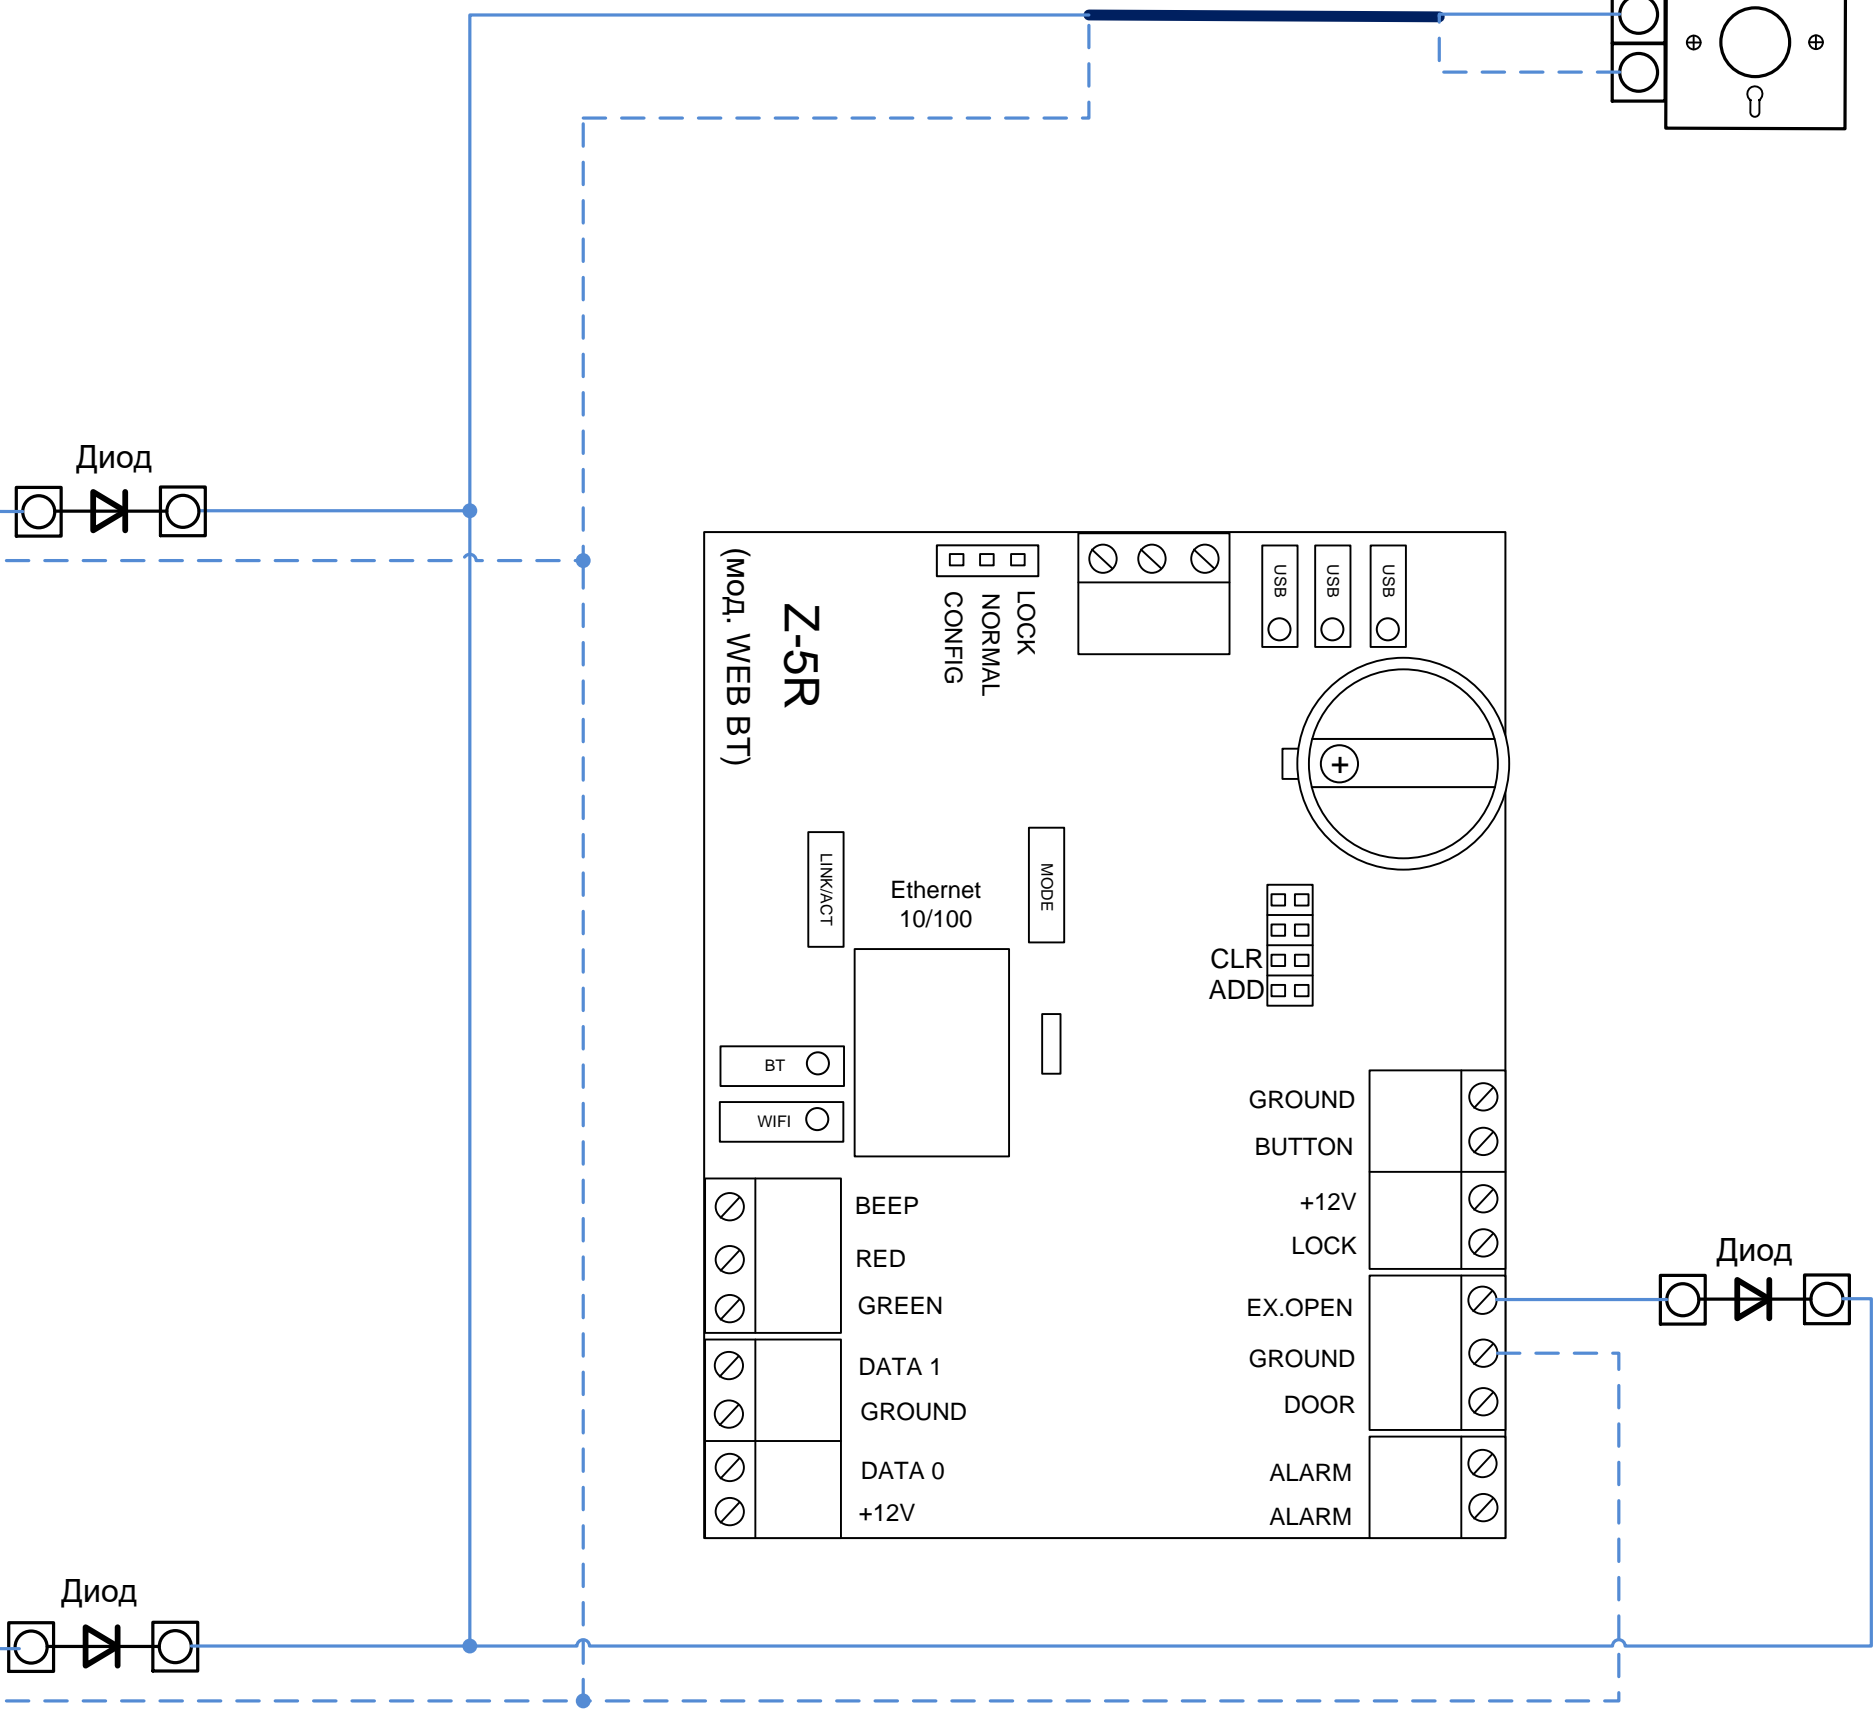 Диод
Z-5R
(мод. WEB BT)
CONFIG
NORMAL
LOCK
USB
USB
USB
LINK/ACT
Ethernet
10/100
MODE
CLR
ADD
BT
WIFI
GROUND
BUTTON
+12V
LOCK
EX.OPEN
GROUND
DOOR
ALARM
ALARM
BEEP
RED
GREEN
DATA 1
GROUND
DATA 0
+12V
Диод
Диод